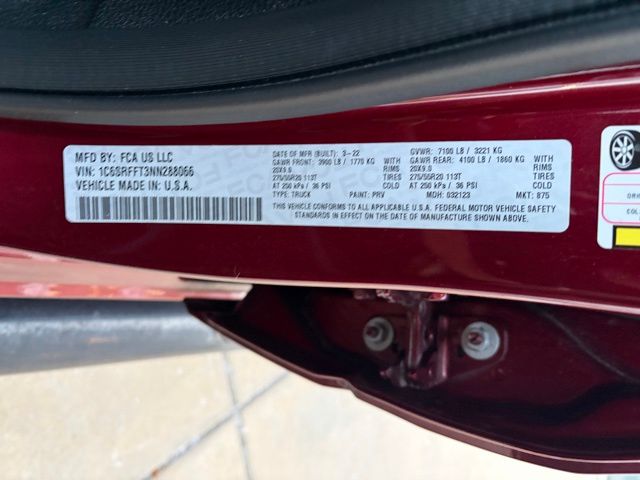 MFD BY: FCA US LLC
VIN: 1C6SRFFT3NN288066
VEHICLE MADE IN U.S.A.
DATE OF MFR (BUILT): 3-22 GVWR: 7100 LB / 3221 KG
GAWR FRONT: 3900 LB / 1770 KG WITH GAWR REAR: 4100 LB / 1860 KG WITH
20X9.0 RIMS 20X9.0 RIMS
275/55R20 113T TIRES 275/55R20 113T TIRES
AT 250 kPa / 36 PSI AT 250 kPa / 36 PSI
TYPE: TRUCK PAINT: PRV MDH: 032123 MKT: 875
THIS VEHICLE CONFORMS TO ALL APPLICABLE U.S.A. FEDERAL MOTOR VEHICLE SAFETY
STANDARDS IN EFFECT ON THE DATE OF MANUFACTURE SHOWN ABOVE.